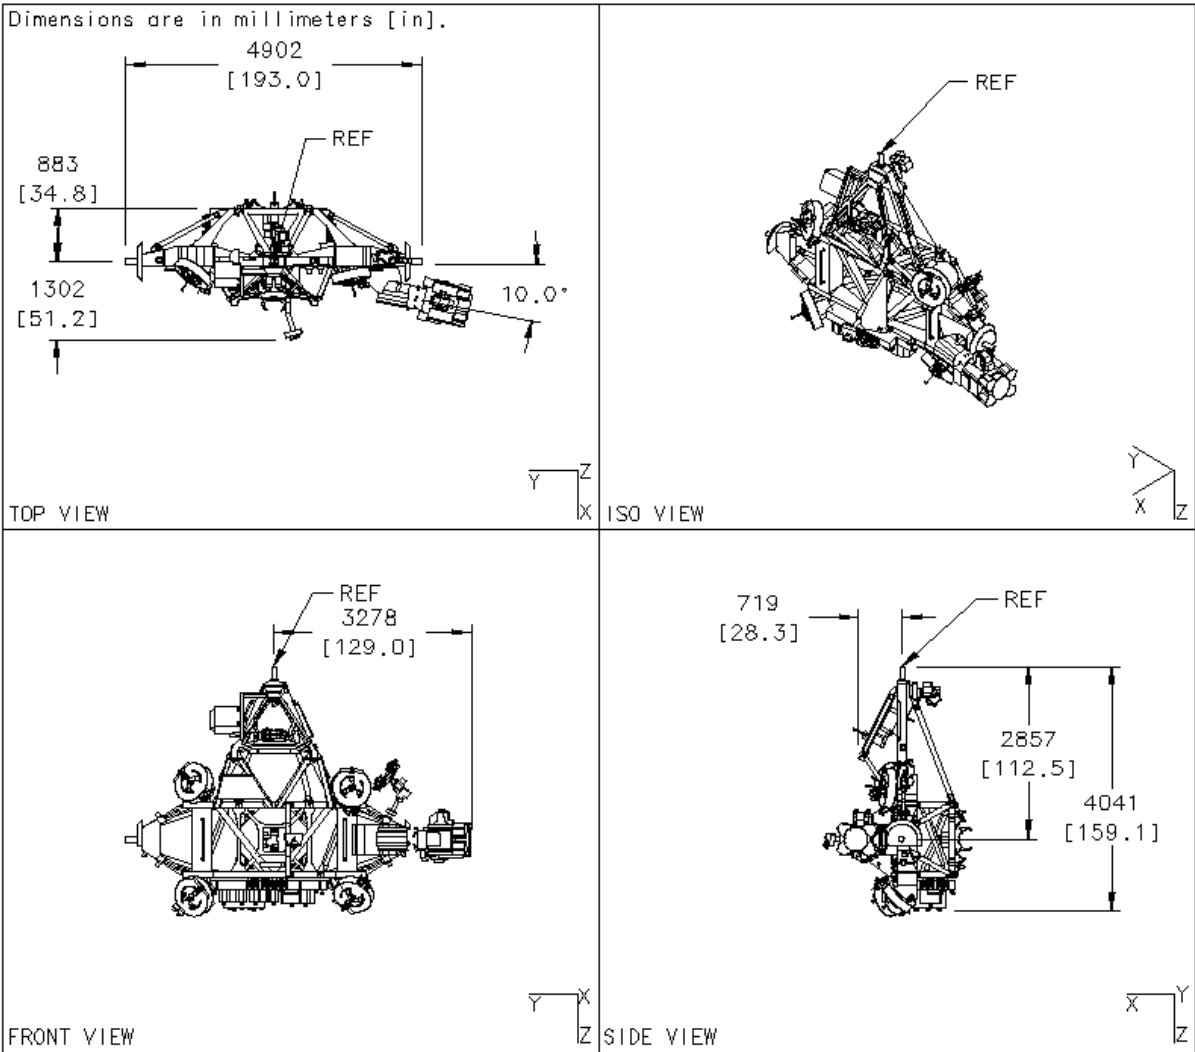 Dimensions are in millimeters [in].
4902
[193.0]
REF
883
[34.8]
1302
[51.2]
10.0°
Y
Z
X
TOP VIEW
REF
Y
X
Z
ISO VIEW
REF
3278
[129.0]
Y
X
Z
FRONT VIEW
719
[28.3]
REF
2857
[112.5]
4041
[159.1]
X
Y
Z
SIDE VIEW